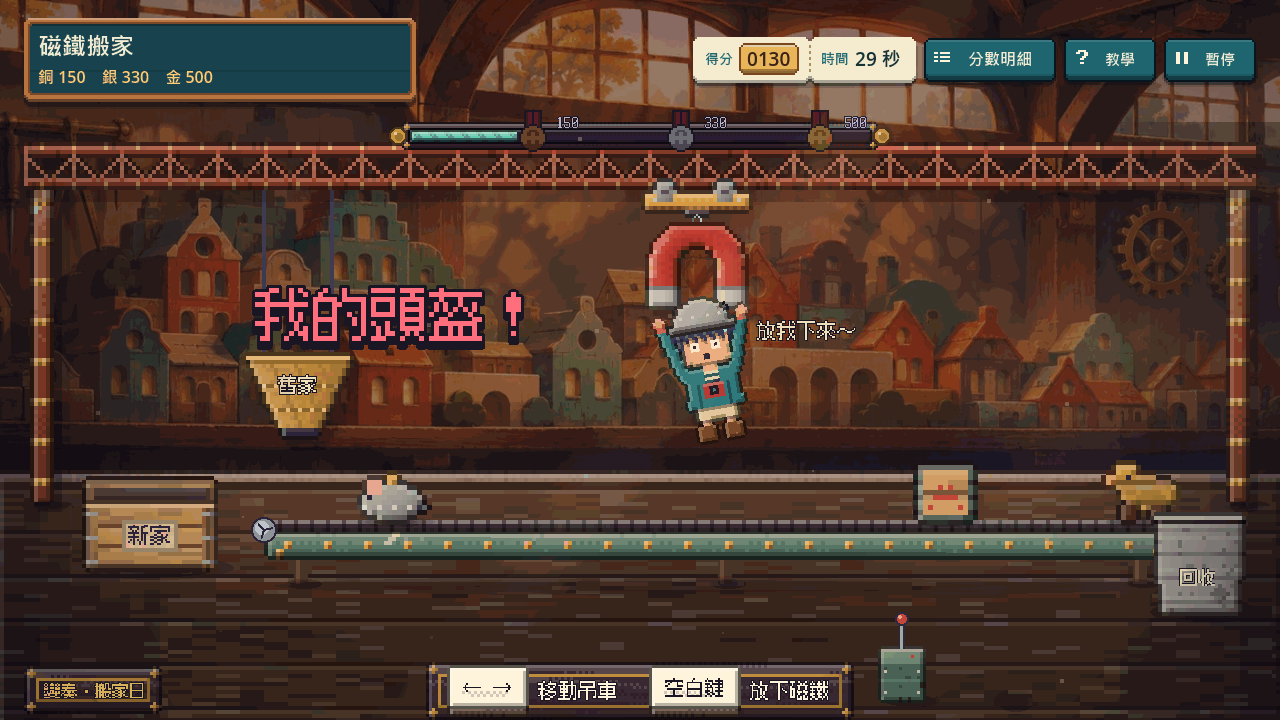 磁鐵搬家
銅 150 銀 330 金 500
得分 0130 時間 29 秒
分數明細
? 教學
暫停
150 330 500
我的頭盔!
放我下來~
舊家
新家
回收
變奏·搬家日
移動吊車 空白鍵 放下磁鐵